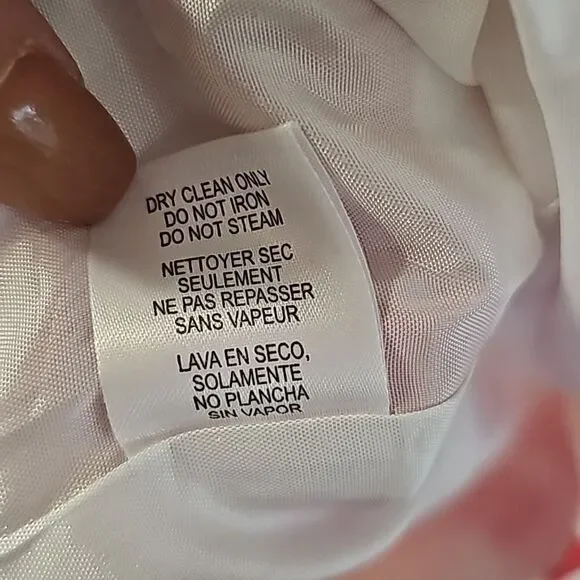 DRY CLEAN ONLY
DO NOT IRON
DO NOT STEAM
NETTOYER SEC
SEULEMENT
NE PAS REPASSER
SANS VAPEUR
LAVA EN SECO,
SOLAMENTE
NO PLANCHA
SIN VAPOR